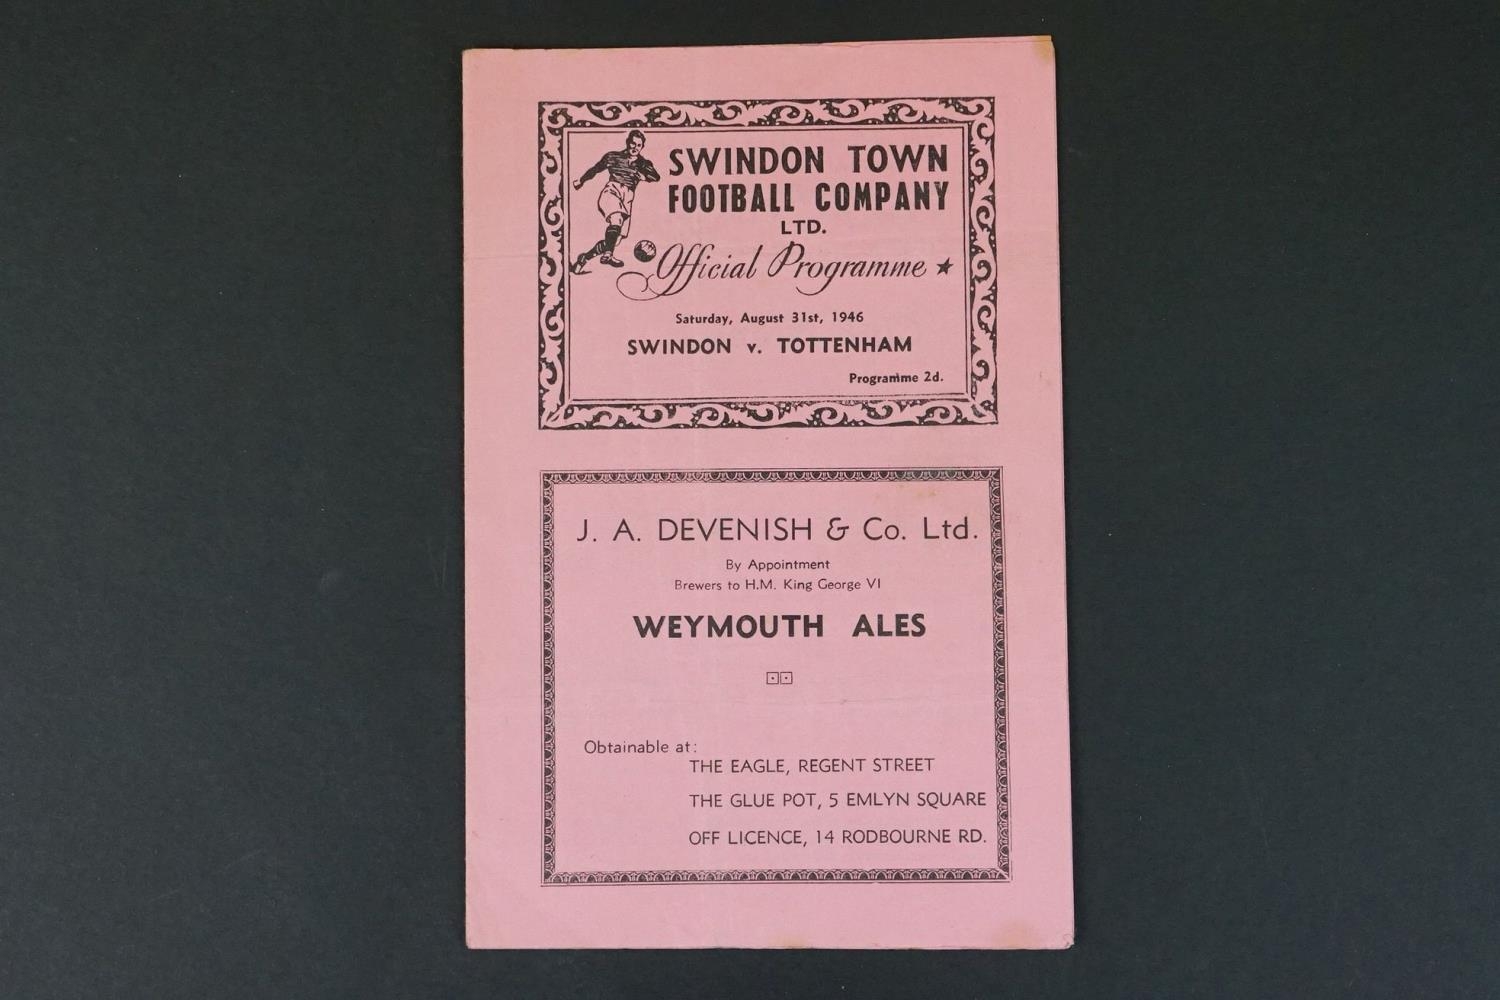 SWINDON TOWN
FOOTBALL COMPANY
LTD.
Official Programme
Saturday, August 31st, 1946
SWINDON v. TOTTENHAM
Programme 2d.
J. A. DEVENISH & Co. Ltd.
By Appointment
Brewers to H.M. King George VI
WEYMOUTH ALES
Obtainable at:
THE EAGLE, REGENT STREET
THE GLUE POT, 5 EMLYN SQUARE
OFF LICENCE, 14 RODBOURNE RD.